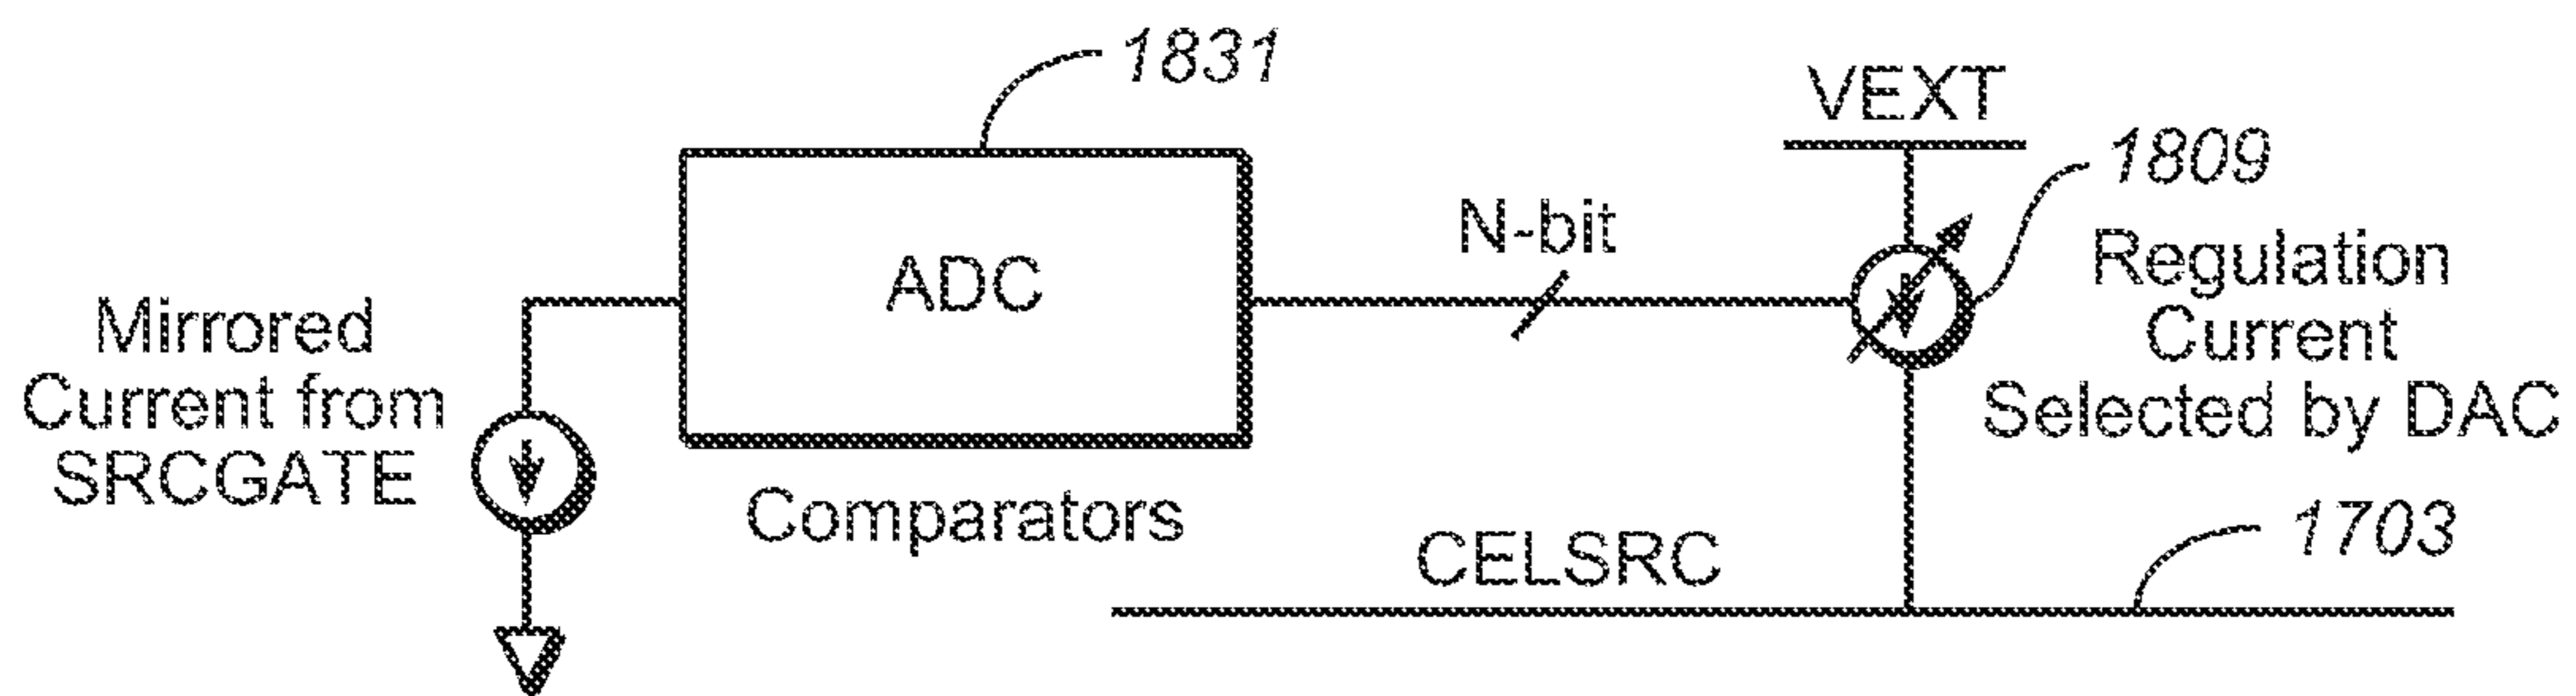 1831
VEXT
1809
N-bit
ADC
Regulation
Current
Selected by DAC
Mirrored
Current from
SRCGATE
Comparators
CELSRC
1703